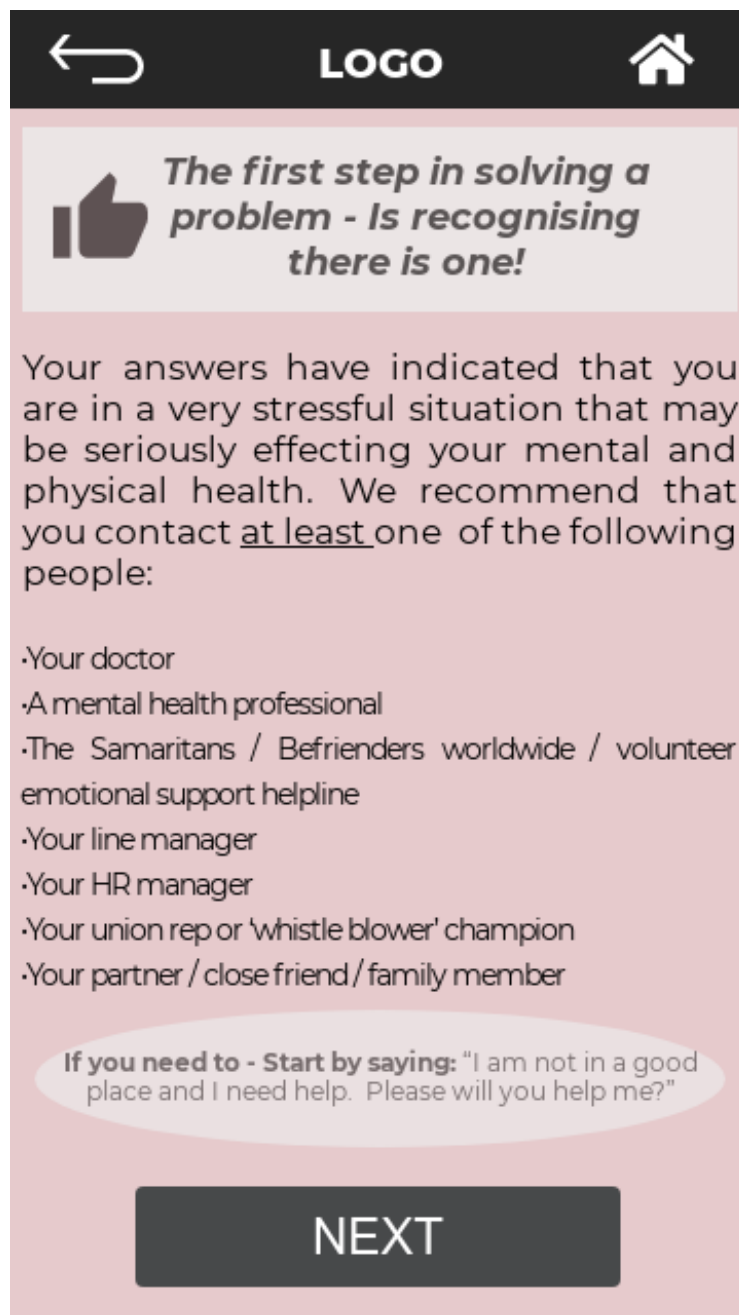 LOGO
The first step in solving a
problem - Is recognising
there is one!
Your answers have indicated that you
are in a very stressful situation that may
be seriously effecting your mental and
physical health. We recommend that
you contact at least one of the following
people:
·Your doctor
·A mental health professional
·The Samaritans / Befrienders worldwide / volunteer
emotional support helpline
·Your line manager
·Your HR manager
·Your union rep or 'whistle blower' champion
·Your partner / close friend / family member
If you need to - Start by saying: “I am not in a good
place and I need help. Please will you help me?”
NEXT